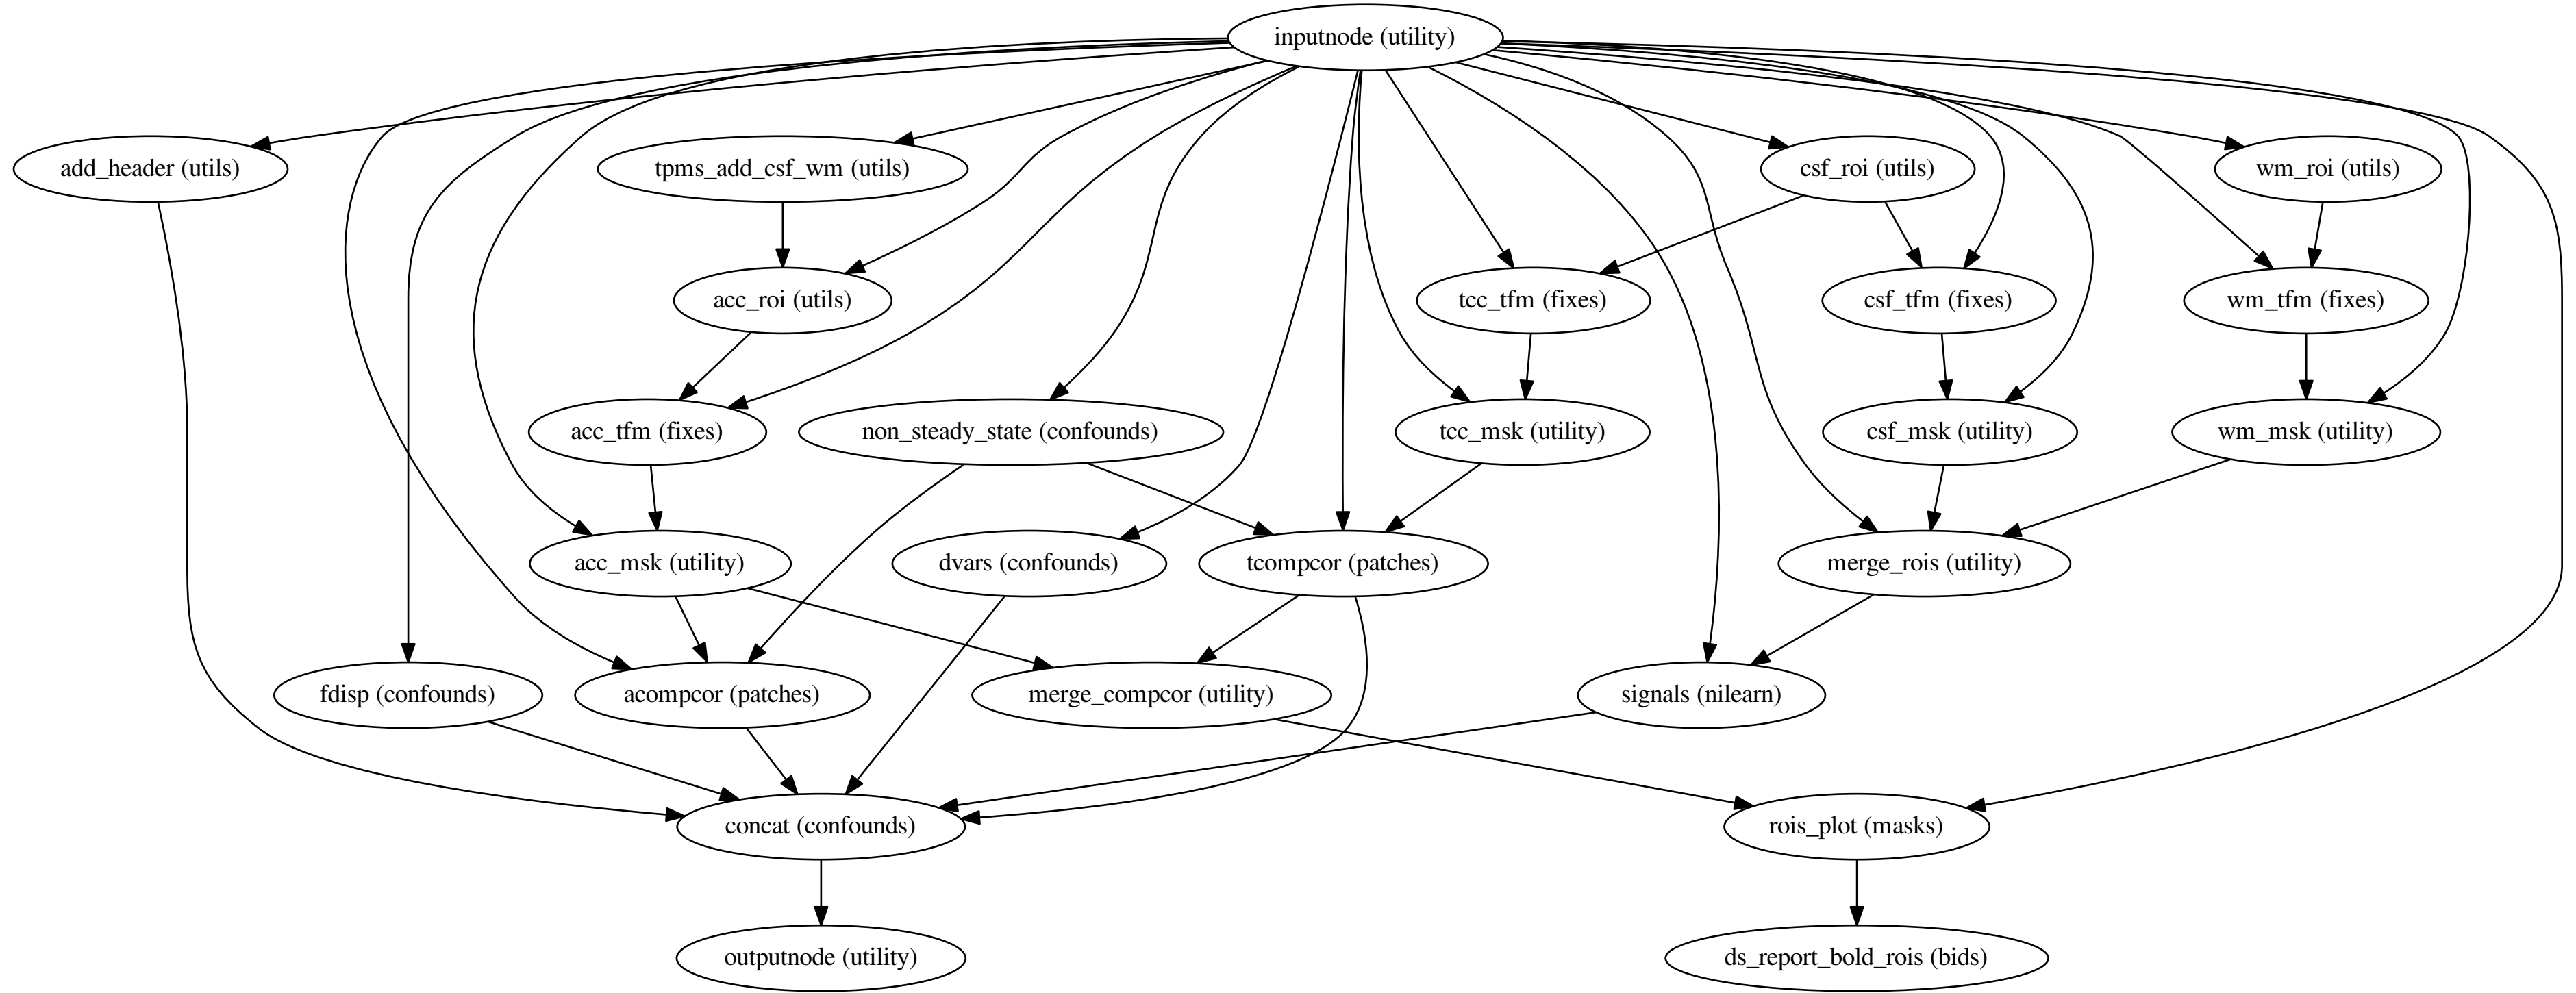 inputnode (utility)
add_header (utils)
tpms_add_csf_wm (utils)
csf_roi (utils)
wm_roi (utils)
acc_roi (utils)
tcc_tfm (fixes)
csf_tfm (fixes)
wm_tfm (fixes)
acc_tfm (fixes)
non_steady_state (confounds)
tcc_msk (utility)
csf_msk (utility)
wm_msk (utility)
acc_msk (utility)
dvars (confounds)
tcompcor (patches)
merge_rois (utility)
fdisp (confounds)
acompcor (patches)
merge_compcor (utility)
signals (nilearn)
concat (confounds)
rois_plot (masks)
outputnode (utility)
ds_report_bold_rois (bids)